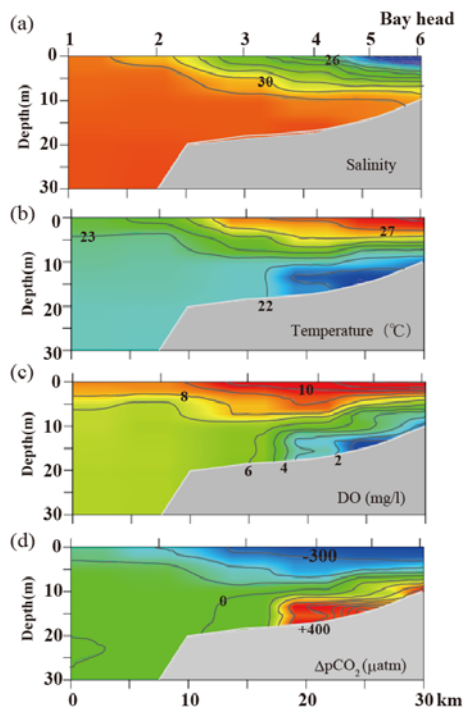 Bay head
(a) 1 2 3 4 5 6
0
10
20
30
Depth(m)
26
30
Salinity
(b)
0
10
20
30
Depth(m)
23
27
22
Temperature (℃)
(c)
0
10
20
30
Depth(m)
8
10
6 4 2
DO (mg/l)
(d)
0
10
20
30
Depth(m)
-300
0
+400
ΔpCO₂ (μatm)
0 10 20 30 km